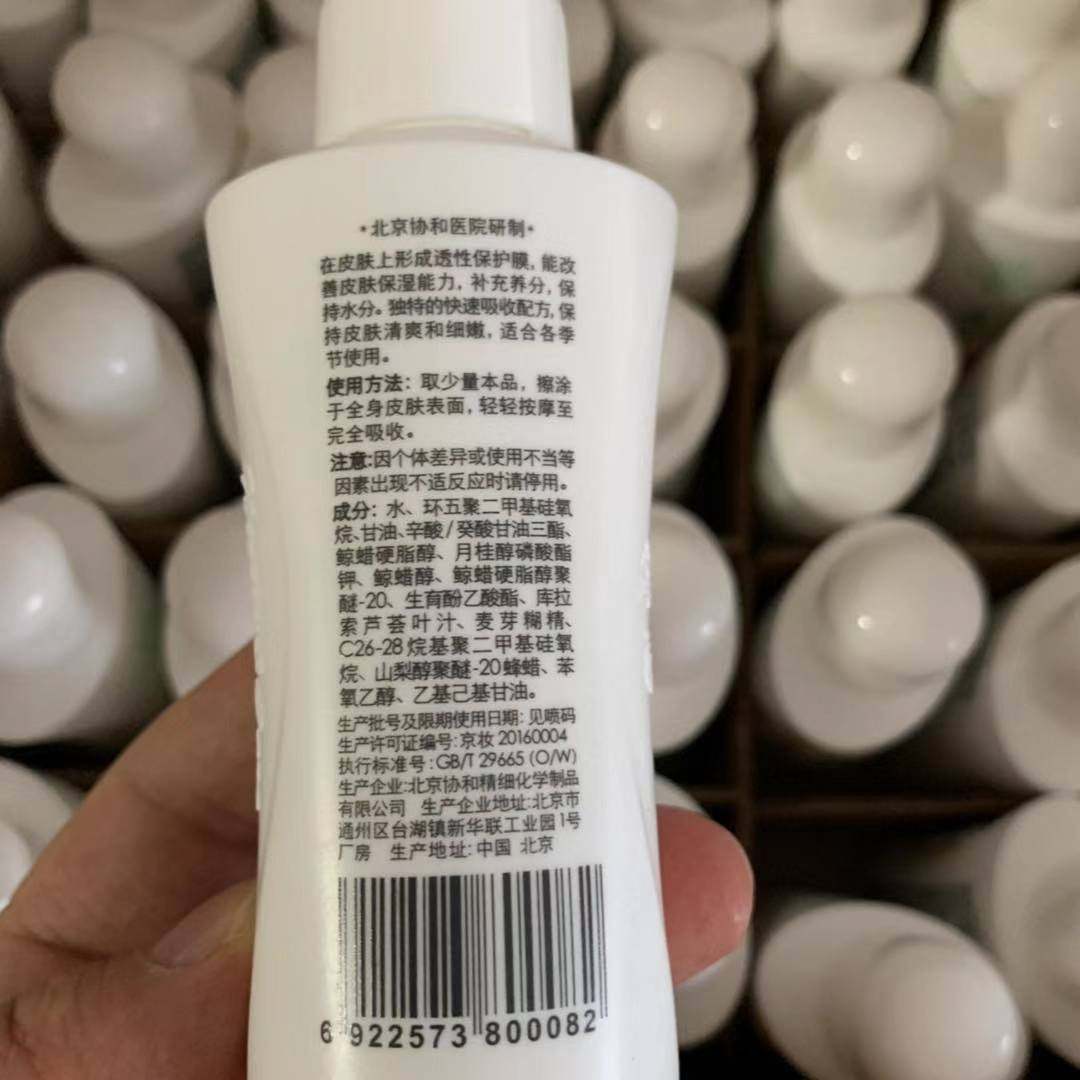 •北京协和医院研制•
在皮肤上形成透性保护膜,能改
善皮肤保湿能力，补充养分，保
持水分。独特的快速吸收配方,保
持皮肤清爽和细嫩，适合各季
节使用。
使用方法：取少量本品，擦涂
于全身皮肤表面，轻轻按摩至
完全吸收。
注意:因个体差异或使用不当等
因素出现不适反应时请停用。
成分：水、环五聚二甲基硅氧
烷、甘油、辛酸/癸酸甘油三酯、
鲸蜡硬脂醇、月桂醇磷酸酯
钾、鲸蜡醇、鲸蜡硬脂醇聚
醚-20、生育酚乙酸酯、库拉
索芦荟叶汁、麦芽糊精、
C26-28烷基聚二甲基硅氧
烷、山梨醇聚醚-20蜂蜡、苯
氧乙醇、乙基己基甘油。
生产批号及限期使用日期：见喷码
生产许可证编号:京妆 20160004
执行标准号:GB/T 29665 (O/W)
生产企业:北京协和精细化学制品
有限公司 生产企业地址:北京市
通州区台湖镇新华联工业园1号
厂房 生产地址:中国 北京
6 922573 800082